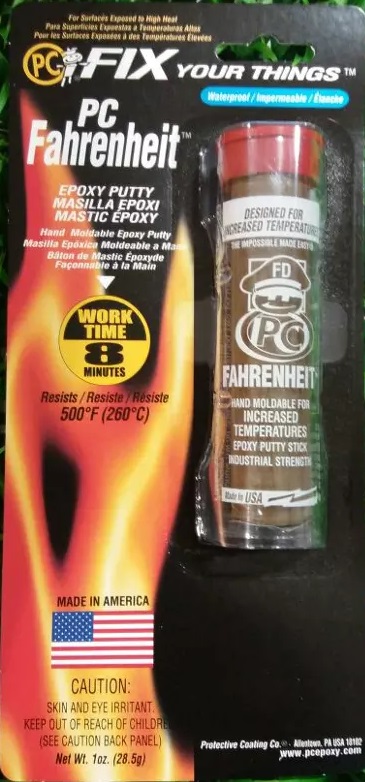 For Surfaces Exposed to High Heat
Para Superficies Expuestas a Temperaturas Altas
Pour les Surfaces Exposées à des Températures Elevées
PC FIX YOUR THINGS™
Waterproof / Impermeable / Étanche
PC
Fahrenheit™
EPOXY PUTTY
MASILLA EPOXI
MASTIC ÉPOXY
Hand Moldable Epoxy Putty
Masilla Epóxica Moldeable a Man
Bâton de Mastic Époxyde
Façonnable à la Main
WORK
TIME
8
MINUTES
Resists / Resiste / Résiste
500°F (260°C)
DESIGNED FOR
INCREASED TEMPERATURE
THE IMPOSSIBLE MADE EASY
FD
PC
FAHRENHEIT
HAND MOLDABLE FOR
INCREASED
TEMPERATURES
EPOXY PUTTY STICK
INDUSTRIAL STRENGTH
Made in USA
MADE IN AMERICA
CAUTION:
SKIN AND EYE IRRITANT.
KEEP OUT OF REACH OF CHILDRE
(SEE CAUTION BACK PANEL)
Net Wt. 1oz. (28.5g)
Protective Coating Co.® - Allentown, PA USA 18102
www.pcepoxy.com